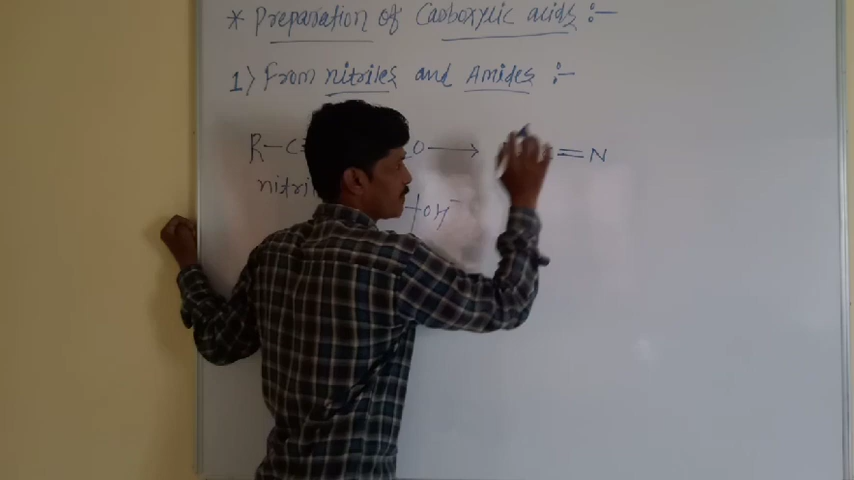 * Preparation of Carboxylic acids :-
1) From nitriles and Amides :-
R-C O → =N
nitri +OH⁻